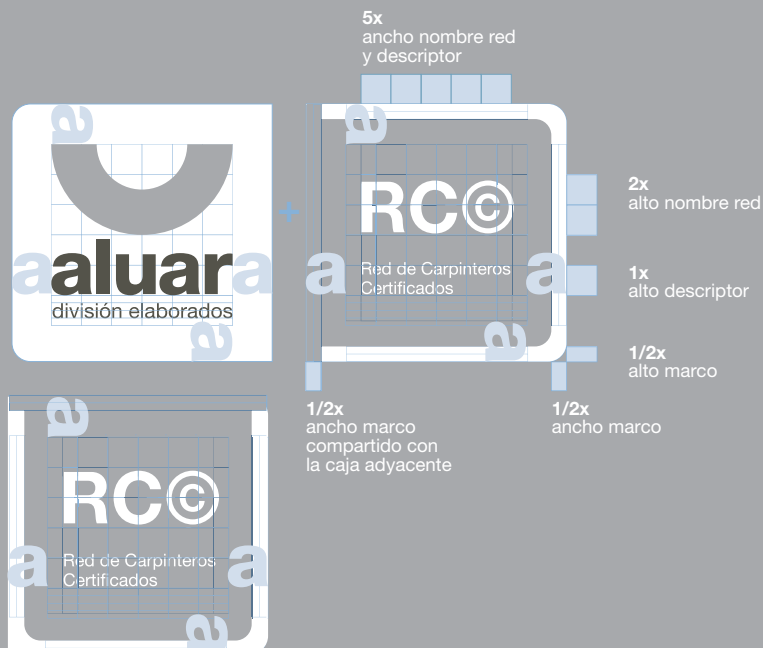 5x
ancho nombre red
y descriptor
a
a
RC©
2x
alto nombre red
a
aluar
a
división elaborados
a
a
Red de Carpinteros
Certificados
a
a
1x
alto descriptor
a
1/2x
alto marco
1/2x
ancho marco
compartido con
la caja adyacente
1/2x
ancho marco
a
RC©
a
Red de Carpinteros
Certificados
a
a